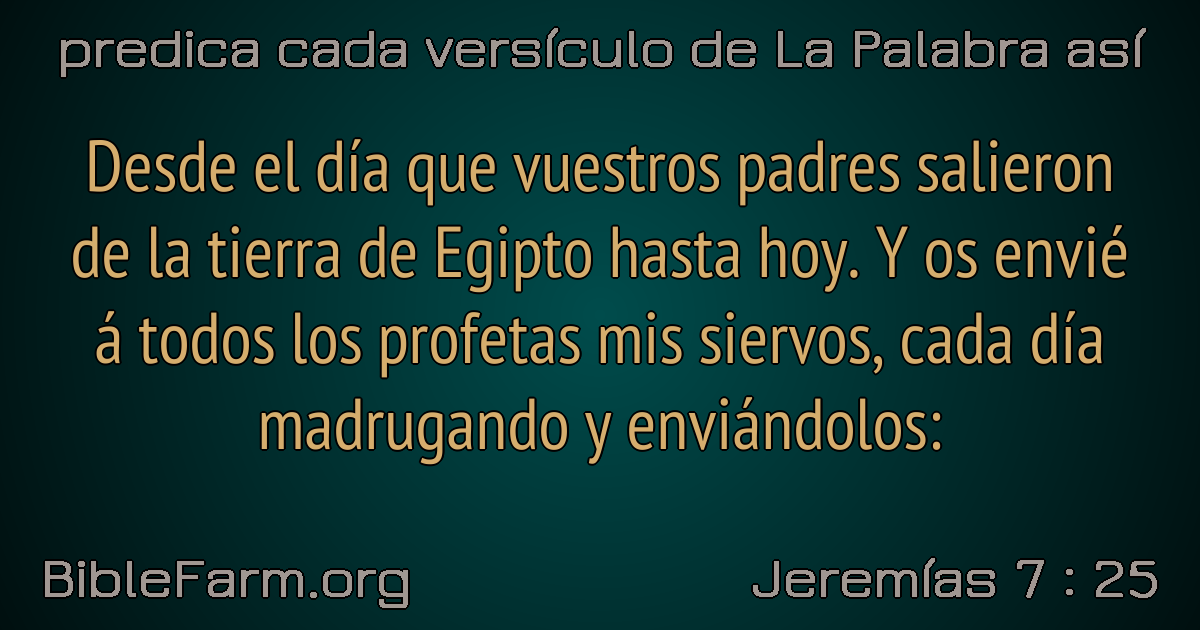 predica cada versículo de La Palabra así
Desde el día que vuestros padres salieron
de la tierra de Egipto hasta hoy. Y os envié
á todos los profetas mis siervos, cada día
madrugando y enviándolos:
BibleFarm.org
Jeremías 7 : 25